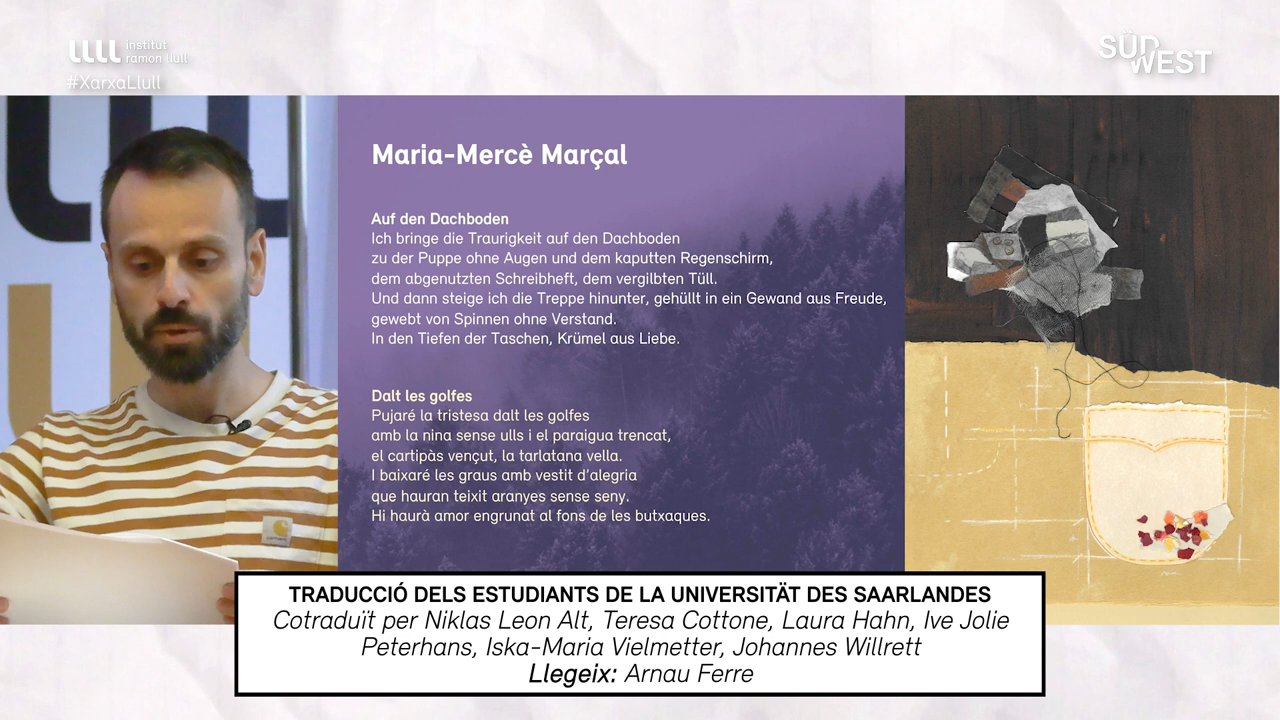 institut
ramon llull
#XarxaLlull
SÜD
WEST
Maria-Mercè Marçal
Auf den Dachboden
Ich bringe die Traurigkeit auf den Dachboden
zu der Puppe ohne Augen und dem kaputten Regenschirm,
dem abgenutzten Schreibheft, dem vergilbten Tüll.
Und dann steige ich die Treppe hinunter, gehüllt in ein Gewand aus Freude,
gewebt von Spinnen ohne Verstand.
In den Tiefen der Taschen, Krümel aus Liebe.
Dalt les golfes
Pujaré la tristesa dalt les golfes
amb la nina sense ulls i el paraigua trencat,
el cartipàs vençut, la tarlatana vella.
I baixaré les graus amb vestit d'alegria
que hauran teixit aranyes sense seny.
Hi haurà amor engrunat al fons de les butxaques.
carhartt
TRADUCCIÓ DELS ESTUDIANTS DE LA UNIVERSITÄT DES SAARLANDES
Cotraduït per Niklas Leon Alt, Teresa Cottone, Laura Hahn, Ive Jolie
Peterhans, Iska-Maria Vielmetter, Johannes Willrett
Llegeix: Arnau Ferre